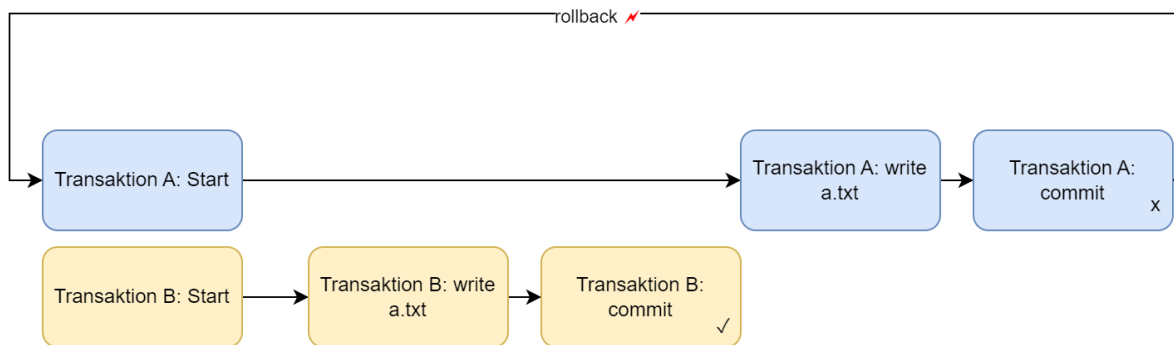 rollback
Transaktion A: Start
Transaktion A: write
a.txt
Transaktion A:
commit
x
Transaktion B: Start
Transaktion B: write
a.txt
Transaktion B:
commit
✓